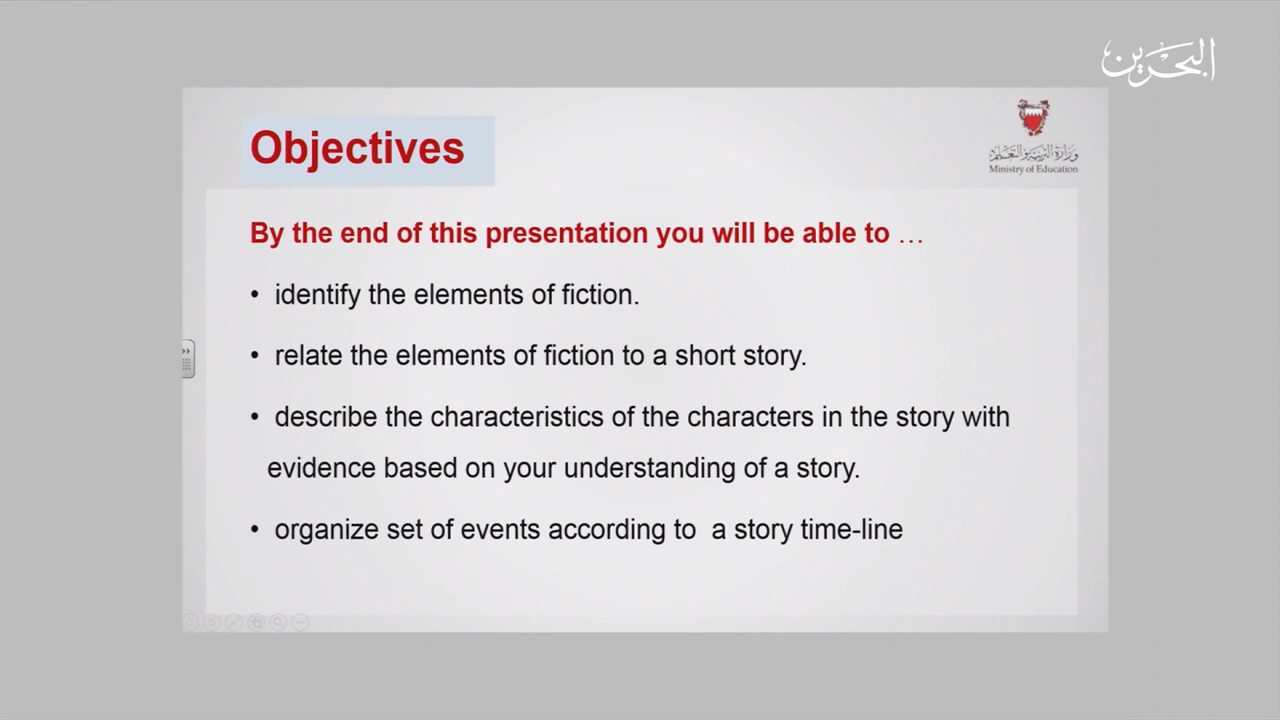 البحرين
Objectives
وزارة التربية والتعليم
Ministry of Education
By the end of this presentation you will be able to ...
• identify the elements of fiction.
• relate the elements of fiction to a short story.
• describe the characteristics of the characters in the story with
evidence based on your understanding of a story.
• organize set of events according to a story time-line